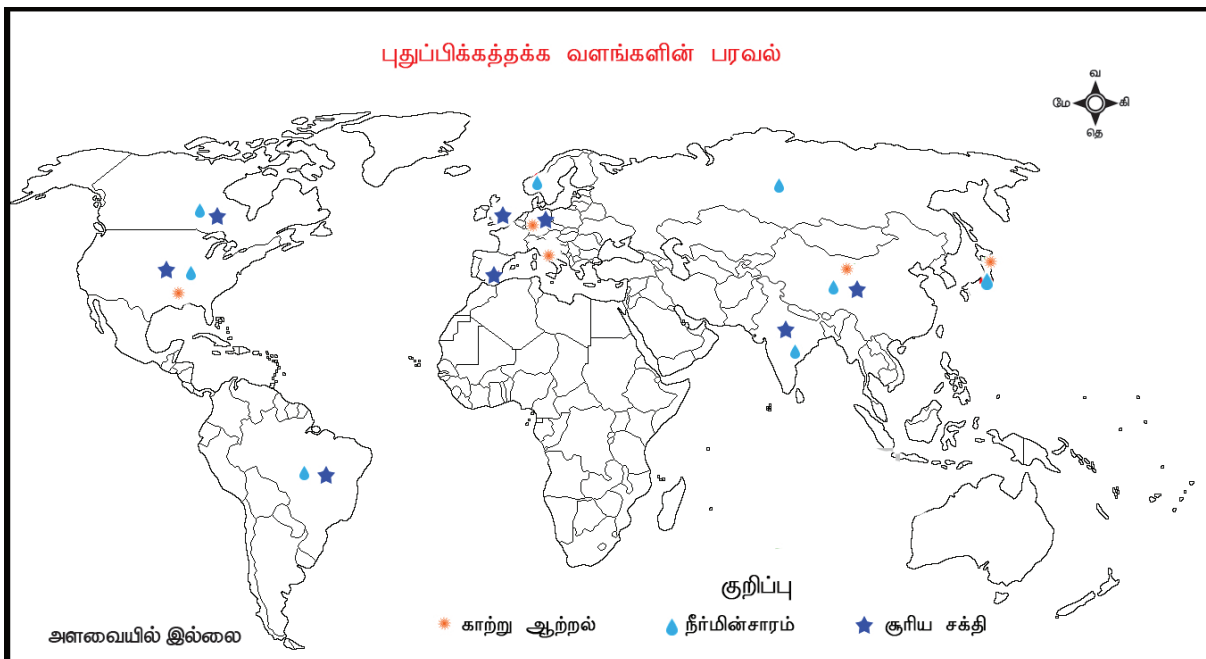 புதுப்பிக்கத்தக்க வளங்களின் பரவல்
வ
மே கி
தெ
குறிப்பு
காற்று ஆற்றல் நீர்மின்சாரம் சூரிய சக்தி
அளவையில் இல்லை